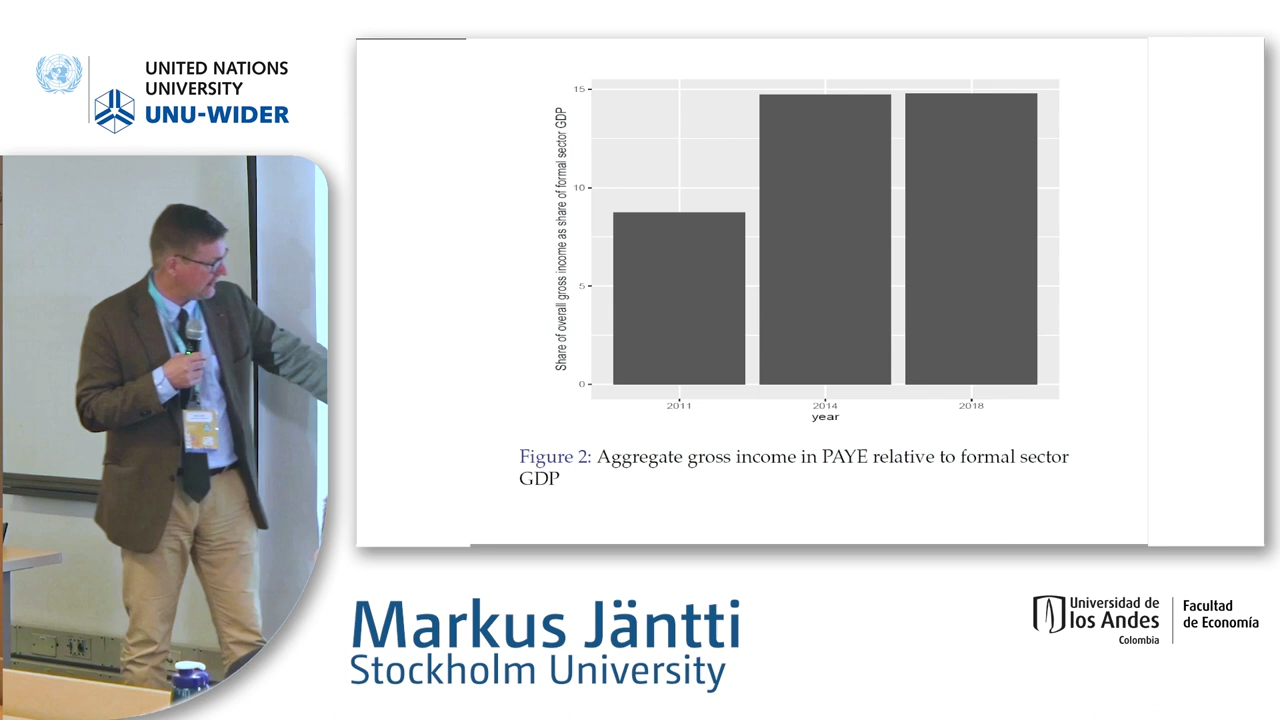 UNITED NATIONS
UNIVERSITY
UNU-WIDER
Share of overall gross income as share of formal sector GDP
15
10
5
0
2011
2014
2018
year
Figure 2: Aggregate gross income in PAYE relative to formal sector
GDP
Markus Jäntti
Stockholm University
Universidad de
los Andes
Colombia
Facultad
de Economía